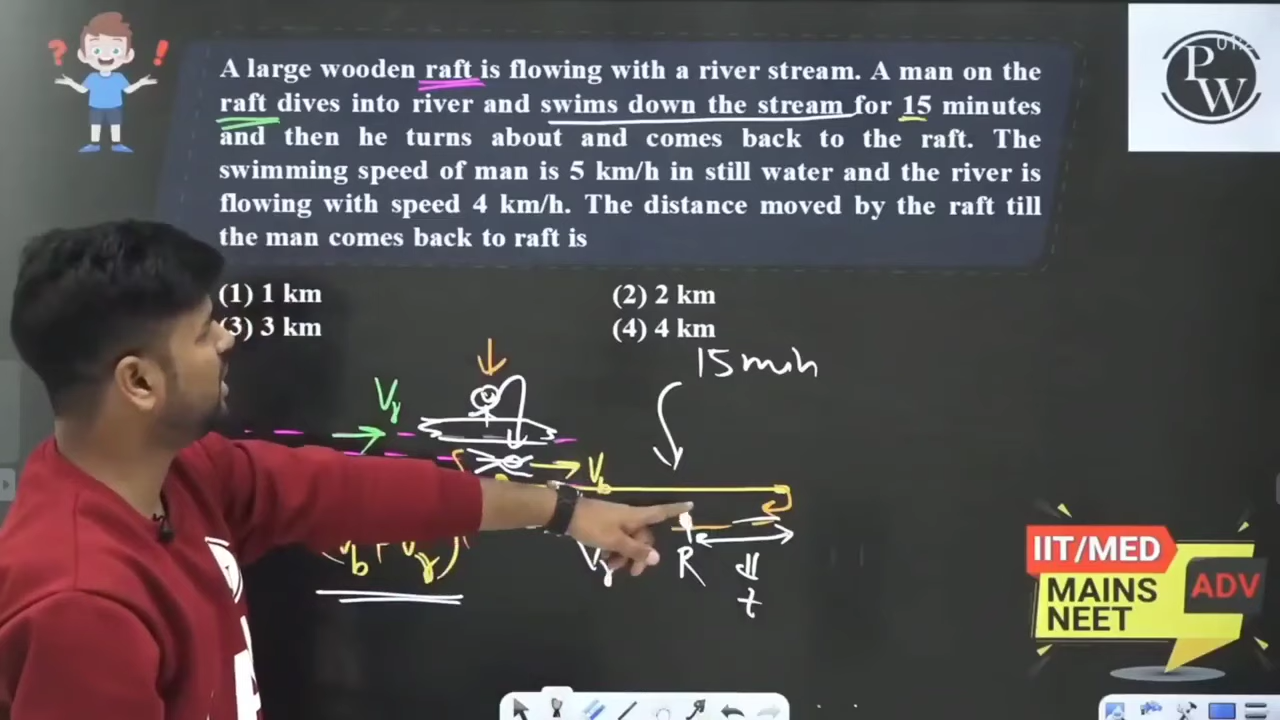 A large wooden raft is flowing with a river stream. A man on the
raft dives into river and swims down the stream for 15 minutes
and then he turns about and comes back to the raft. The
swimming speed of man is 5 km/h in still water and the river is
flowing with speed 4 km/h. The distance moved by the raft till
the man comes back to raft is
(1) 1 km
(2) 2 km
(3) 3 km
(4) 4 km
15 min
Vr
Vb
Vr
R
t
P
W
IIT/MED
MAINS
NEET
ADV